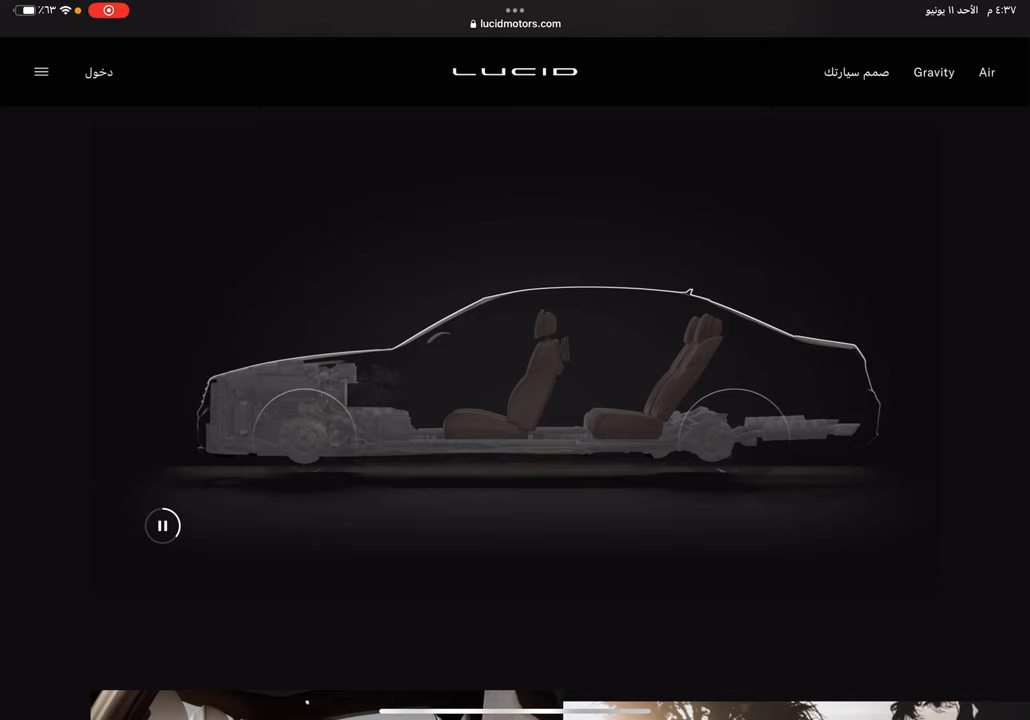 ٤:٣٧ م الأحد ١١ يونيو
٪٦٣
lucidmotors.com
Air Gravity صمم سيارتك
LUCID
دخول